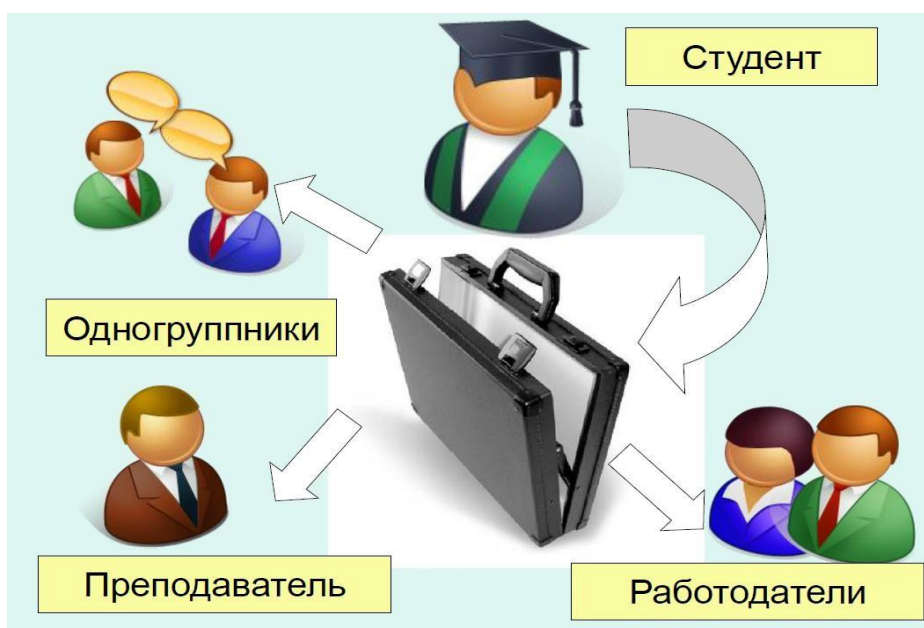 Студент
Одногруппники
Преподаватель
Работодатели